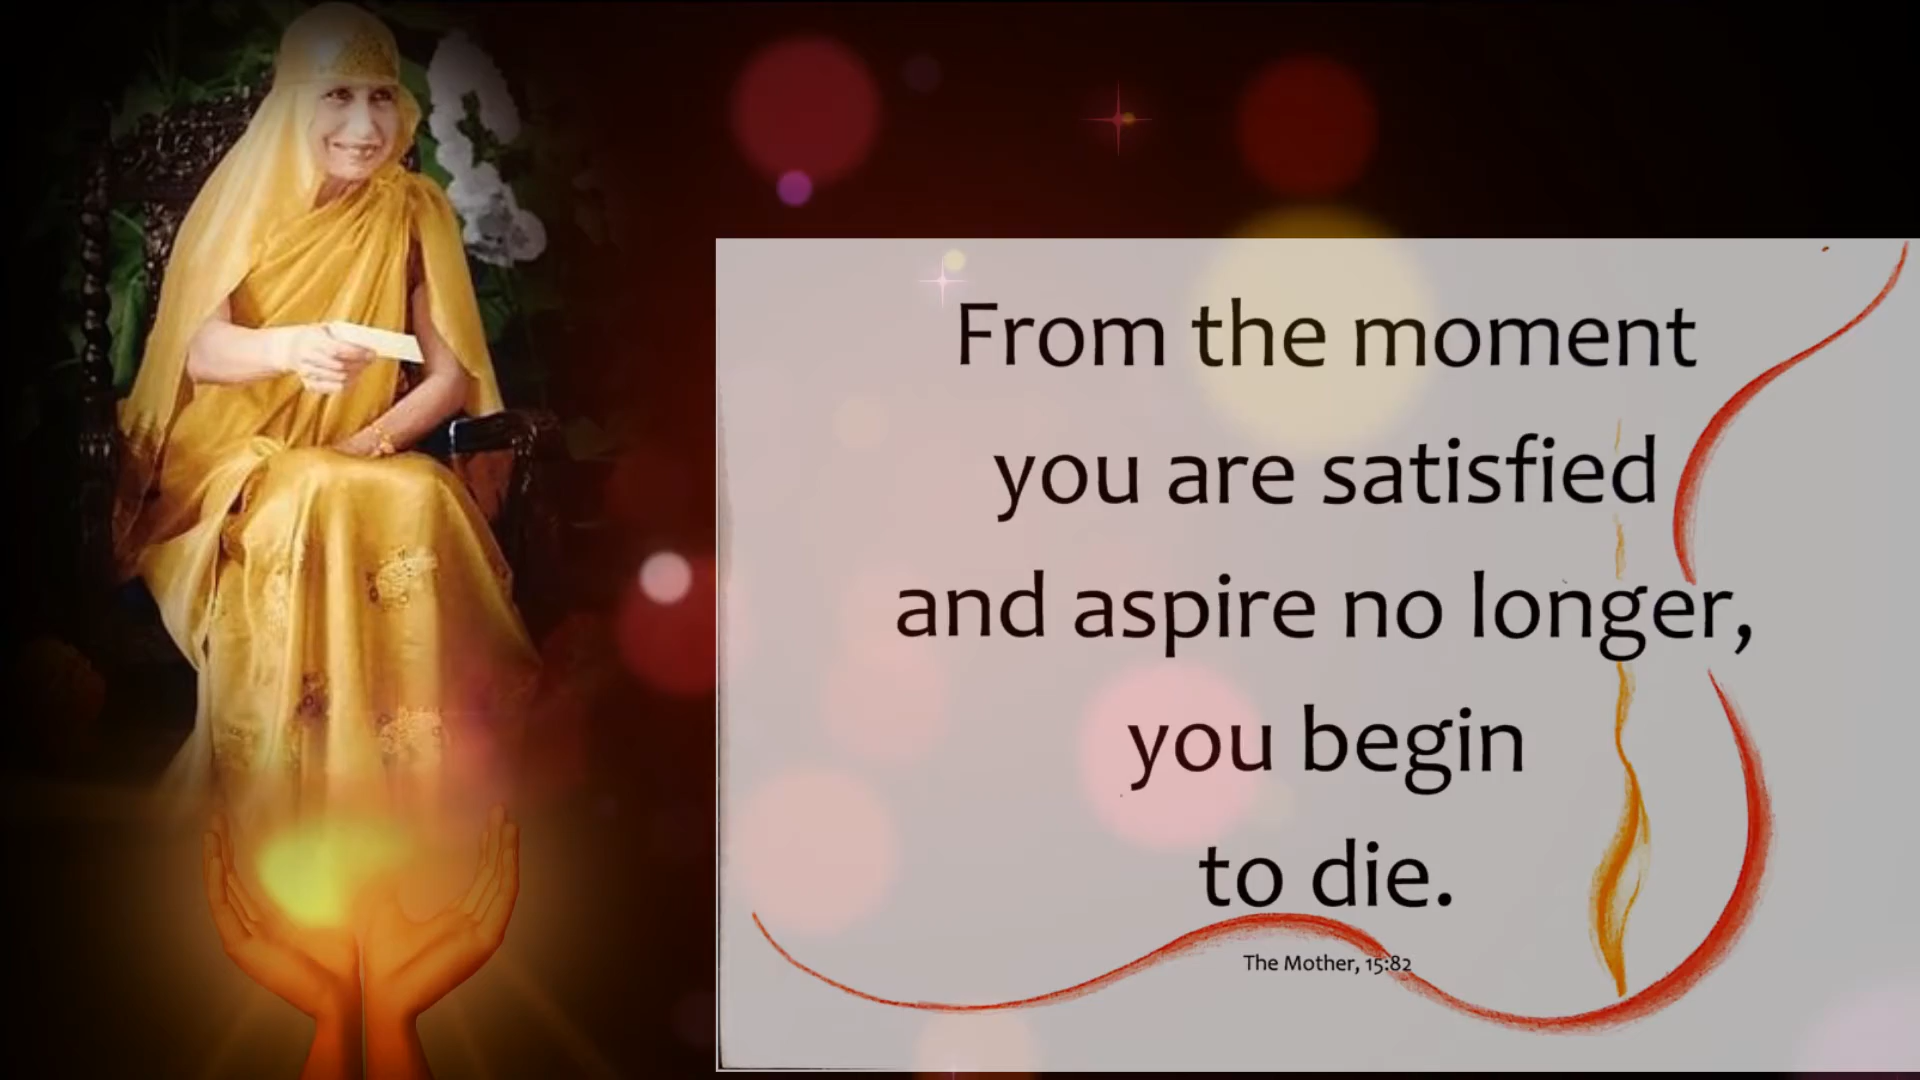 From the moment
you are satisfied
and aspire no longer,
you begin
to die.
The Mother, 15:82